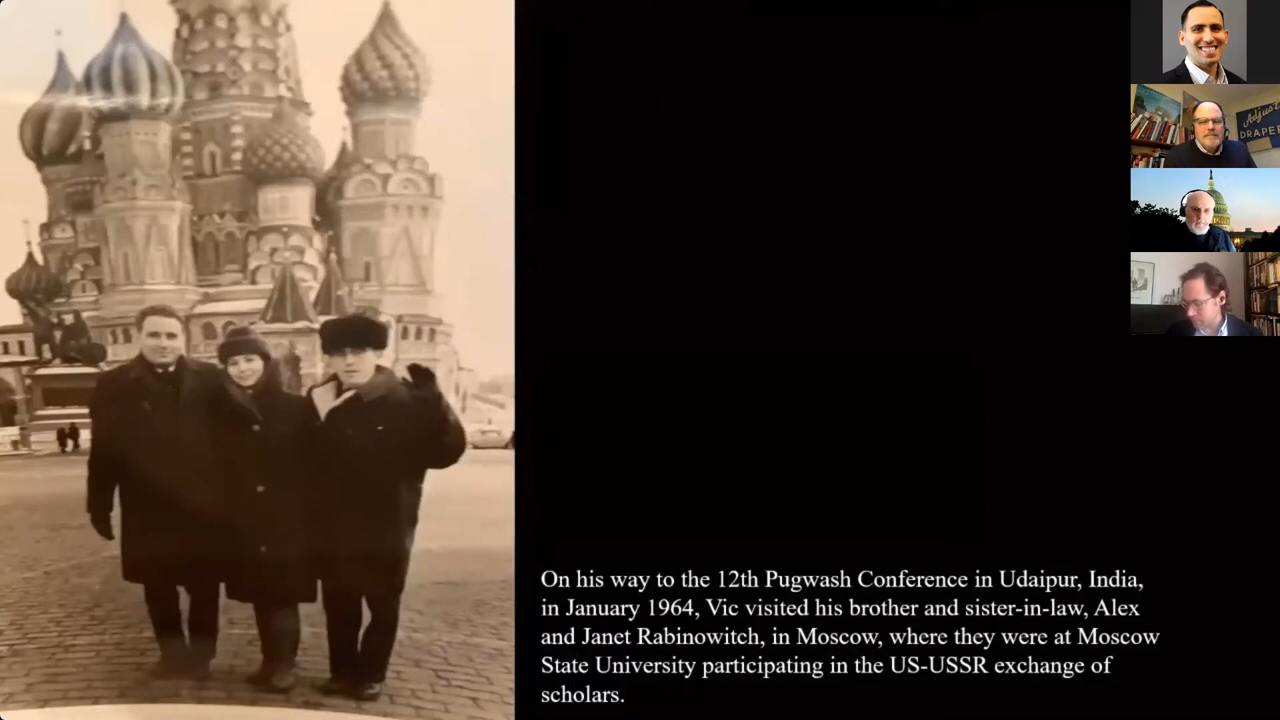 On his way to the 12th Pugwash Conference in Udaipur, India,
in January 1964, Vic visited his brother and sister-in-law, Alex
and Janet Rabinowitch, in Moscow, where they were at Moscow
State University participating in the US-USSR exchange of
scholars.
Adjust
DRAPER